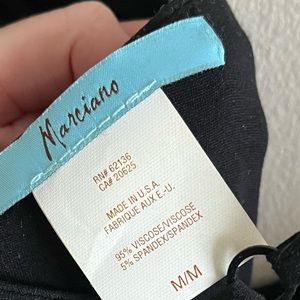 Marciano
RN# 62136
CA# 20625
MADE IN U.S.A.
FABRIQUE AUX E.-U.
95% VISCOSE/VISCOSE
5% SPANDEX/SPANDEX
M/M